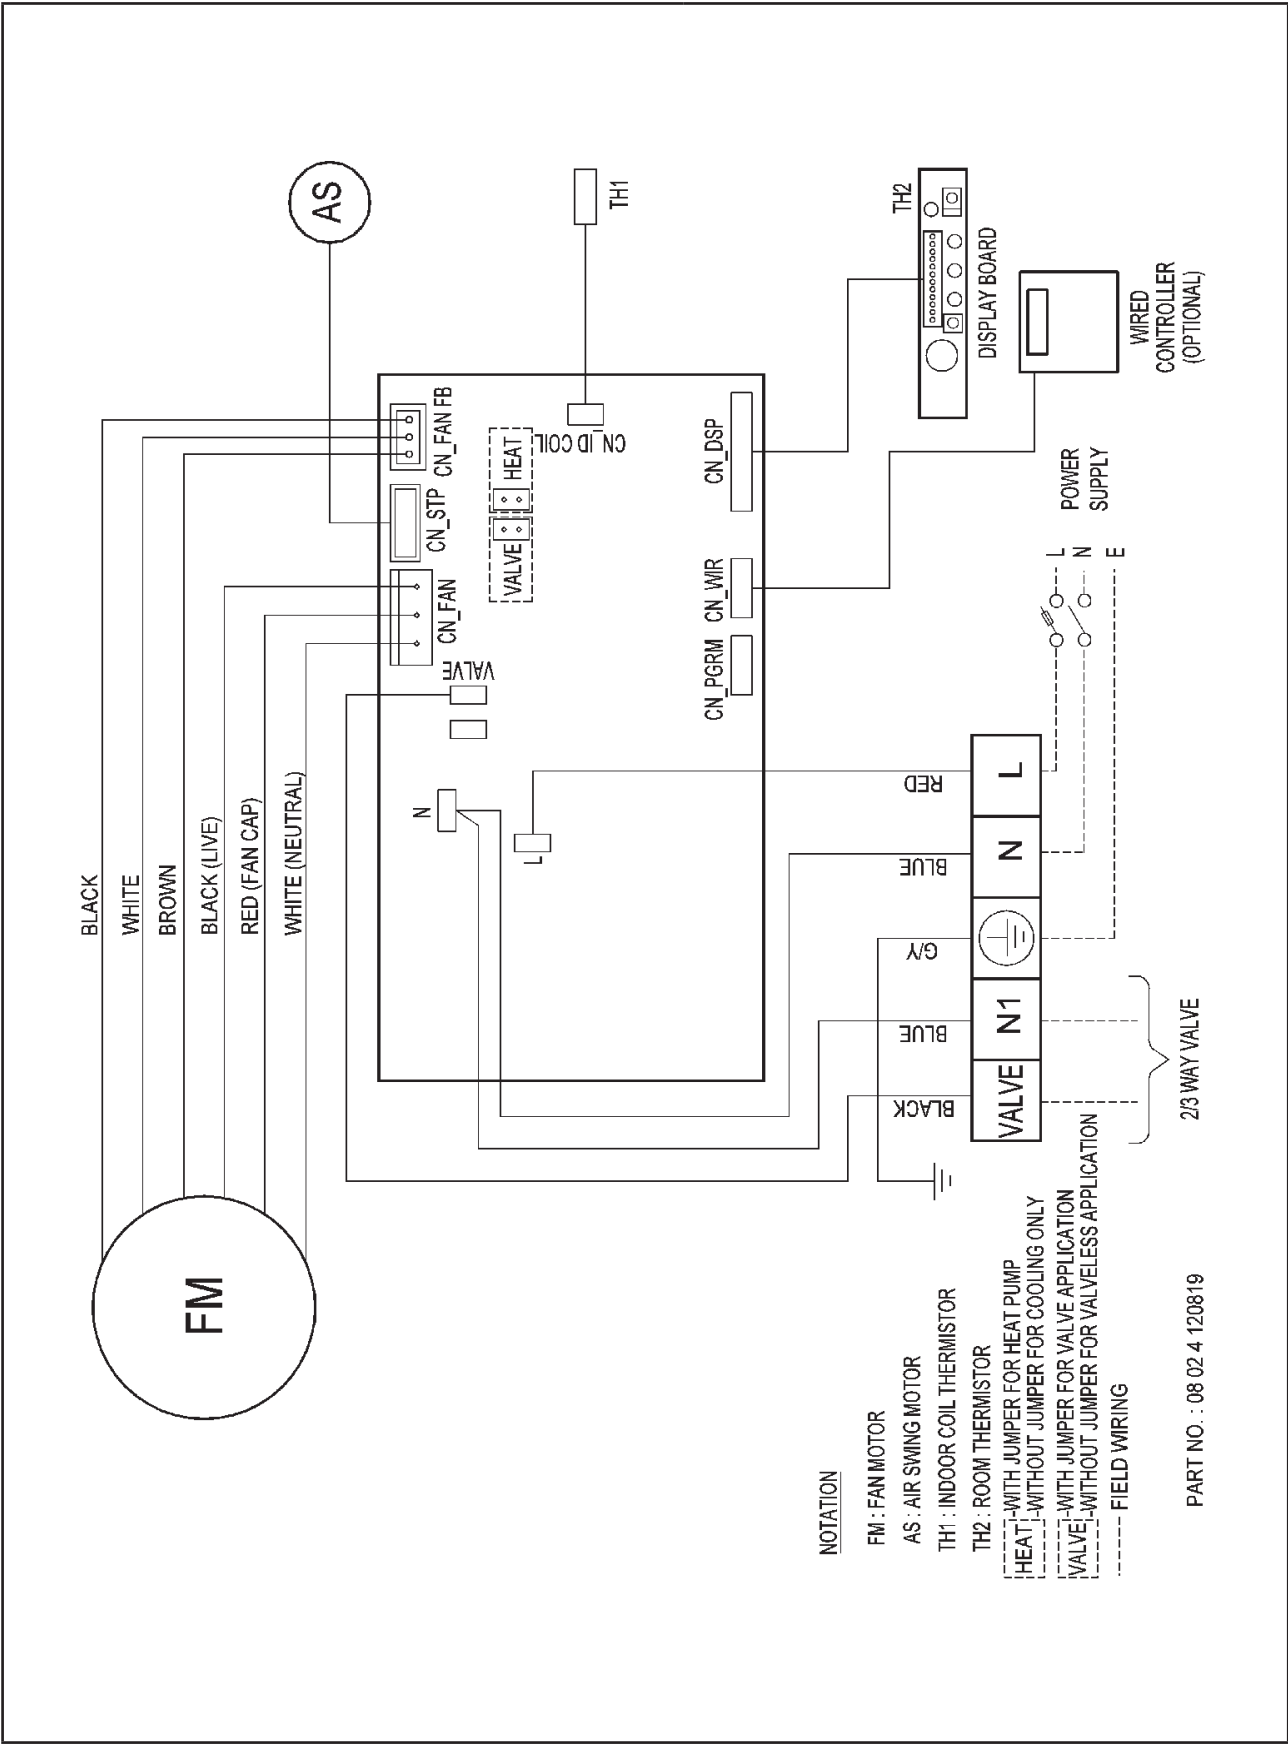 BLACK
WHITE
BROWN
BLACK (LIVE)
RED (FAN CAP)
WHITE (NEUTRAL)
FM
AS
CN_FAN
CN_STP
CN_FAN FB
VALVE
VALVE
HEAT
CN_ID COIL
TH1
N
L
CN_PGRM
CN_WIR
CN_DSP
TH2
DISPLAY BOARD
WIRED
CONTROLLER
(OPTIONAL)
BLACK
BLUE
G/Y
BLUE
RED
VALVE
N1
N
L
L
N
E
POWER
SUPPLY
2/3 WAY VALVE
NOTATION
FM : FAN MOTOR
AS : AIR SWING MOTOR
TH1 : INDOOR COIL THERMISTOR
TH2 : ROOM THERMISTOR
HEAT -WITH JUMPER FOR HEAT PUMP
-WITHOUT JUMPER FOR COOLING ONLY
VALVE -WITH JUMPER FOR VALVE APPLICATION
-WITHOUT JUMPER FOR VALVELESS APPLICATION
------ FIELD WIRING
PART NO. : 08 02 4 120819